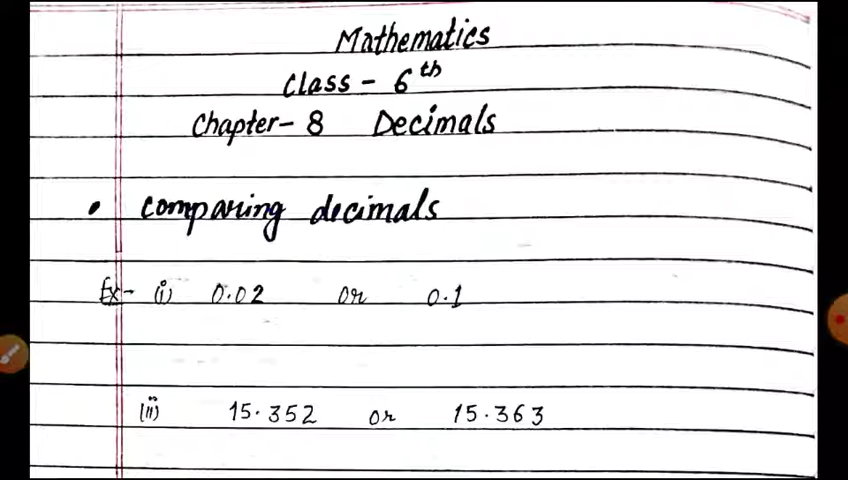 Mathematics
Class - 6th
Chapter - 8 Decimals
• comparing decimals
Ex - (i) 0.02 or 0.1
(ii) 15.352 or 15.363